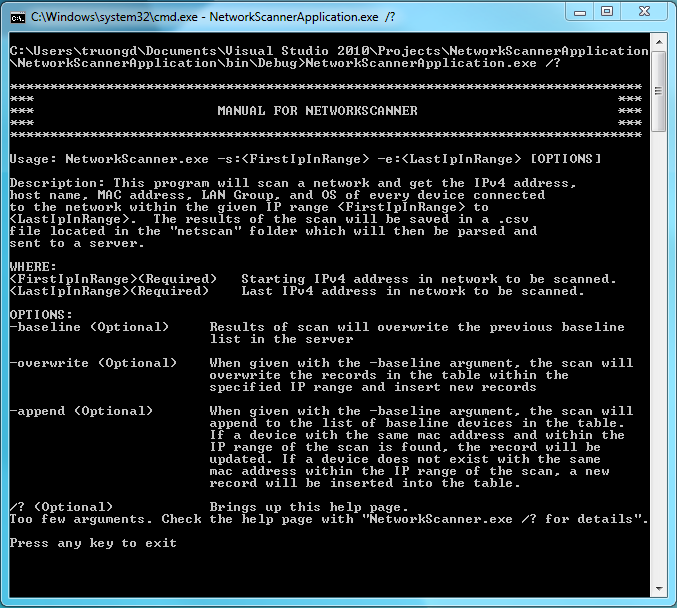 C:\Windows\system32\cmd.exe - NetworkScannerApplication.exe /?
C:\Users\truongd\Documents\Visual Studio 2010\Projects\NetworkScannerApplication
\NetworkScannerApplication\bin\Debug>NetworkScannerApplication.exe /?
*******************************************************************************
*** ***
*** MANUAL FOR NETWORKSCANNER ***
*** ***
*******************************************************************************
Usage: NetworkScanner.exe -s:<FirstIpInRange> -e:<LastIpInRange> [OPTIONS]
Description: This program will scan a network and get the IPv4 address,
host name, MAC address, LAN Group, and OS of every device connected
to the network within the given IP range <FirstIpInRange> to
<LastIpInRange>.  The results of the scan will be saved in a .csv
file located in the "netscan" folder which will then be parsed and
sent to a server.
WHERE:
<FirstIpInRange>(Required)   Starting IPv4 address in network to be scanned.
<LastIpInRange>(Required)    Last IPv4 address in network to be scanned.
OPTIONS:
-baseline (Optional)     Results of scan will overwrite the previous baseline
list in the server
-overwrite (Optional)    When given with the -baseline argument, the scan will
overwrite the records in the table within the
specified IP range and insert new records
-append (Optional)       When given with the -baseline argument, the scan will
append to the list of baseline devices in the table.
If a device with the same mac address and within the
IP range of the scan is found, the record will be
updated. If a device does not exist with the same
mac address within the IP range of the scan, a new
record will be inserted into the table.
/? (Optional)            Brings up this help page.
Too few arguments. Check the help page with "NetworkScanner.exe /? for details".
Press any key to exit